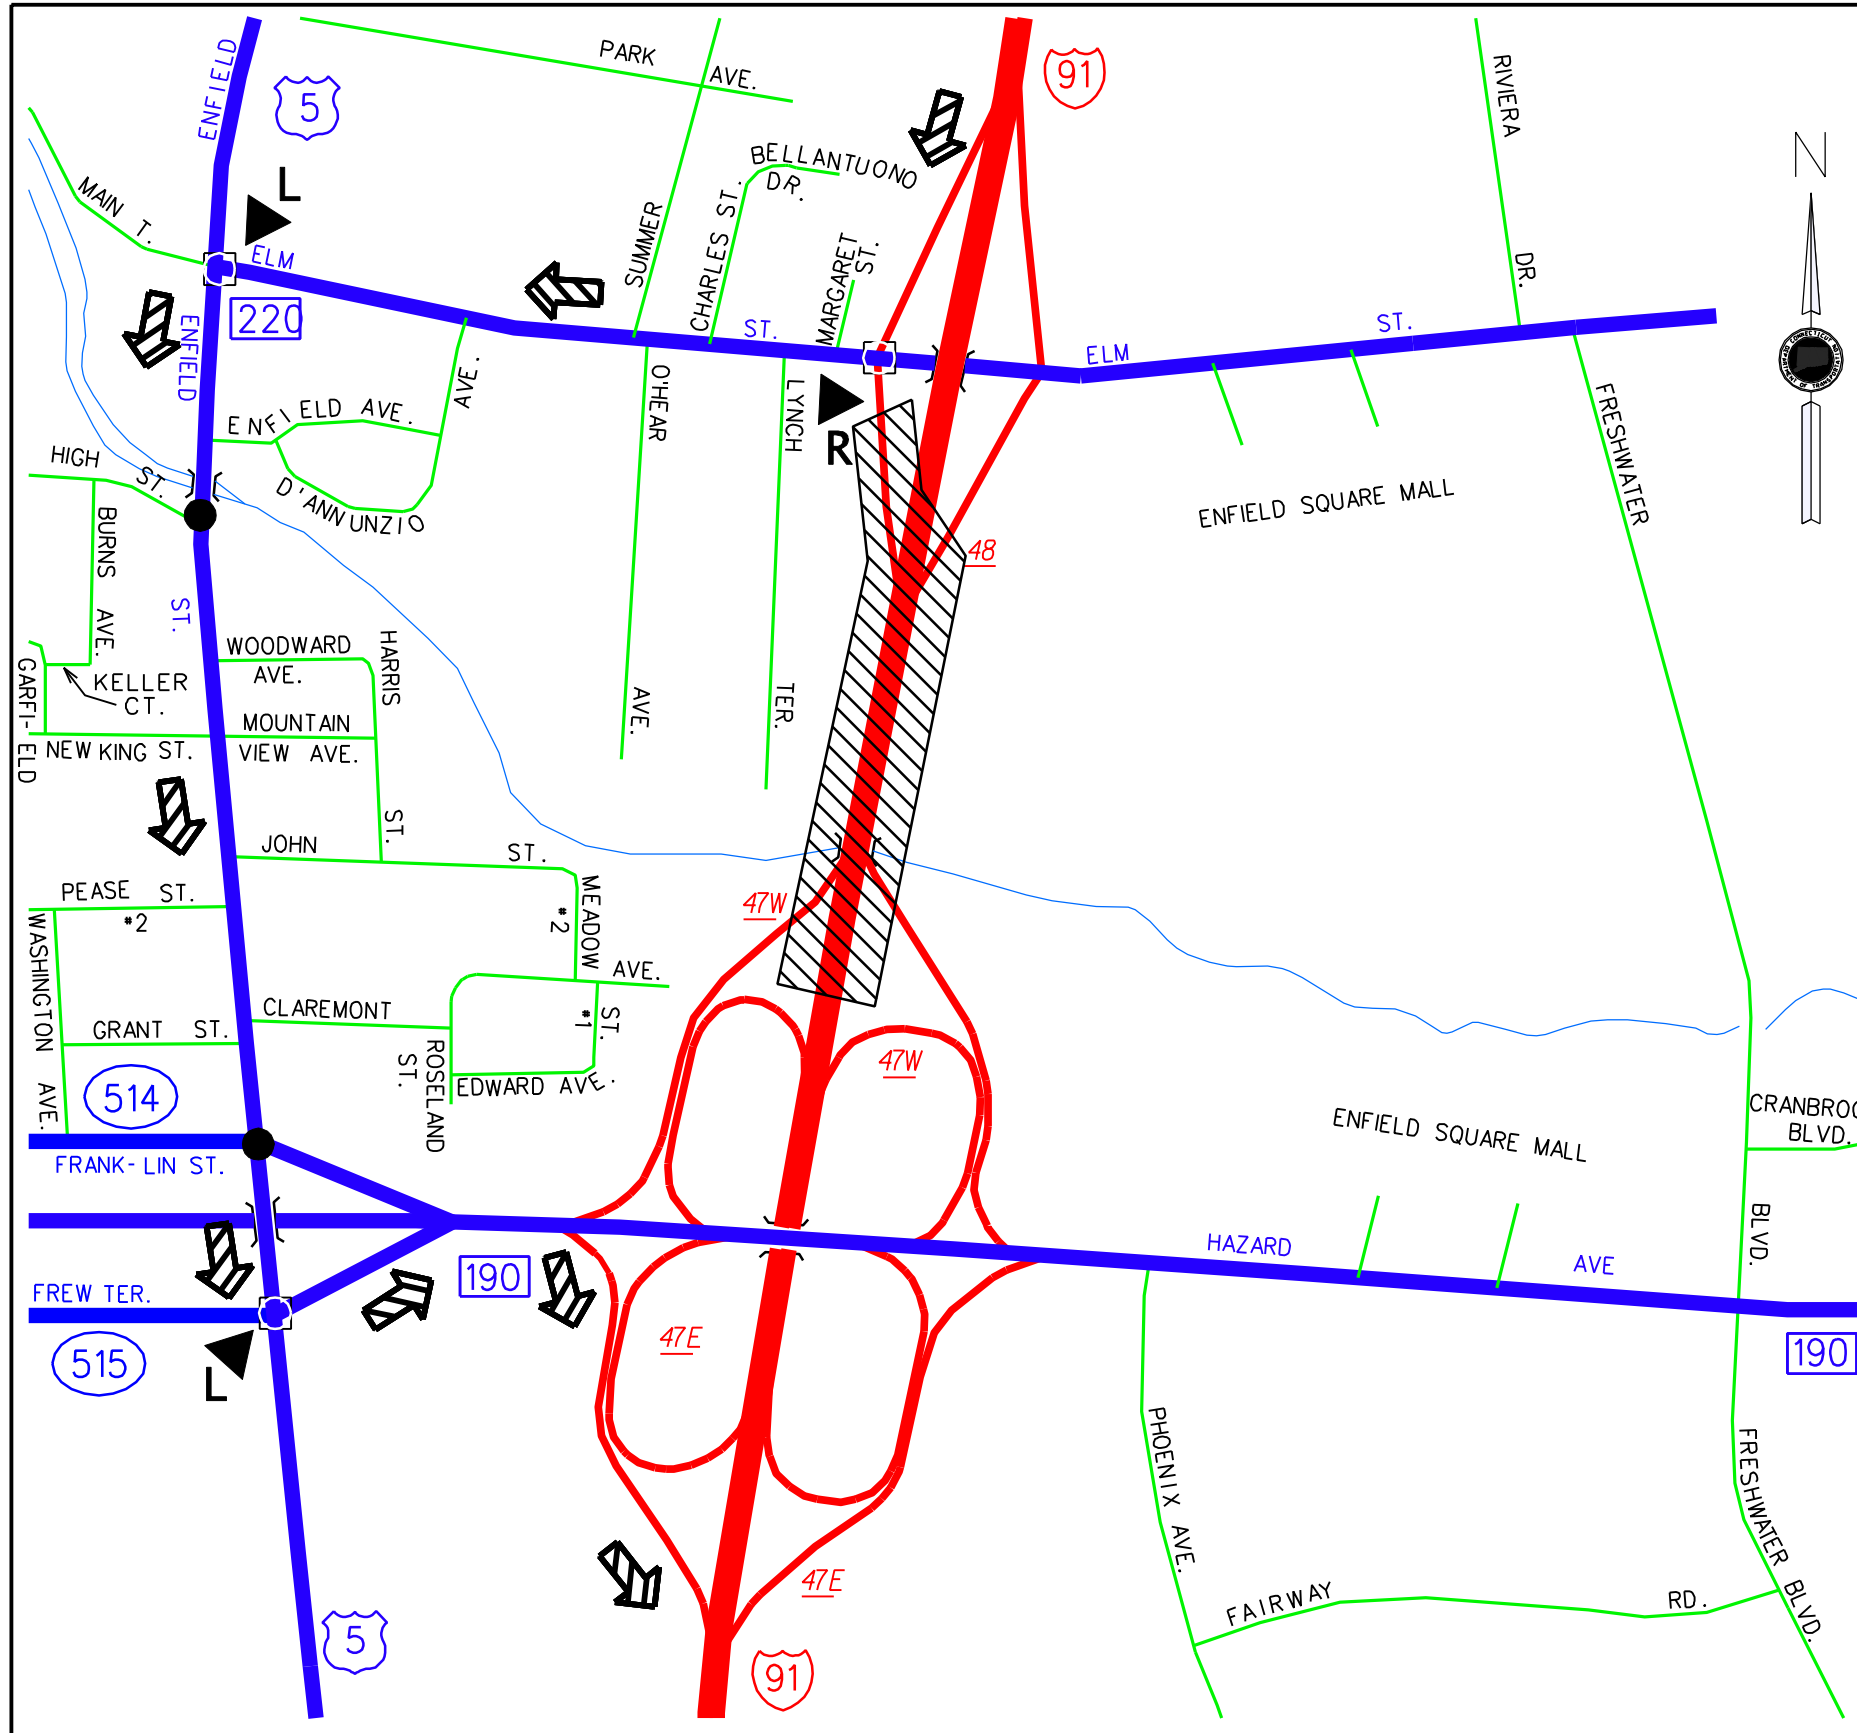 ENFIELD
5
PARK AVE.
91
RIVIERA
DR.
N
MAIN T.
L
ELM
220
ENFIELD
SUMMER
CHARLES ST.
BELLANTUONO
DR.
MARGARET
ST.
ST.
ELM
ST.
ENFIELD AVE.
AVE.
O'HEAR
AVE.
LYNCH
TER.
R
HIGH
ST.
D'ANNUNZIO
BURNS
AVE.
48
ENFIELD SQUARE MALL
FRESHWATER
ST.
WOODWARD
AVE.
HARRIS
ST.
KELLER
CT.
GARFI-
ELD
NEW KING ST.
MOUNTAIN
VIEW AVE.
JOHN ST.
PEASE ST.
#2
MEADOW
#2
AVE.
47W
WASHINGTON
AVE.
GRANT ST.
CLAREMONT
#1
ST.
ROSELAND
ST.
EDWARD AVE.
47W
514
FRANK-LIN ST.
ENFIELD SQUARE MALL
CRANBROO
BLVD.
BLVD.
FREW TER.
190
HAZARD
AVE
515
L
47E
190
PHOENIX AVE.
FRESHWATER
BLVD.
47E
FAIRWAY
RD.
5
91